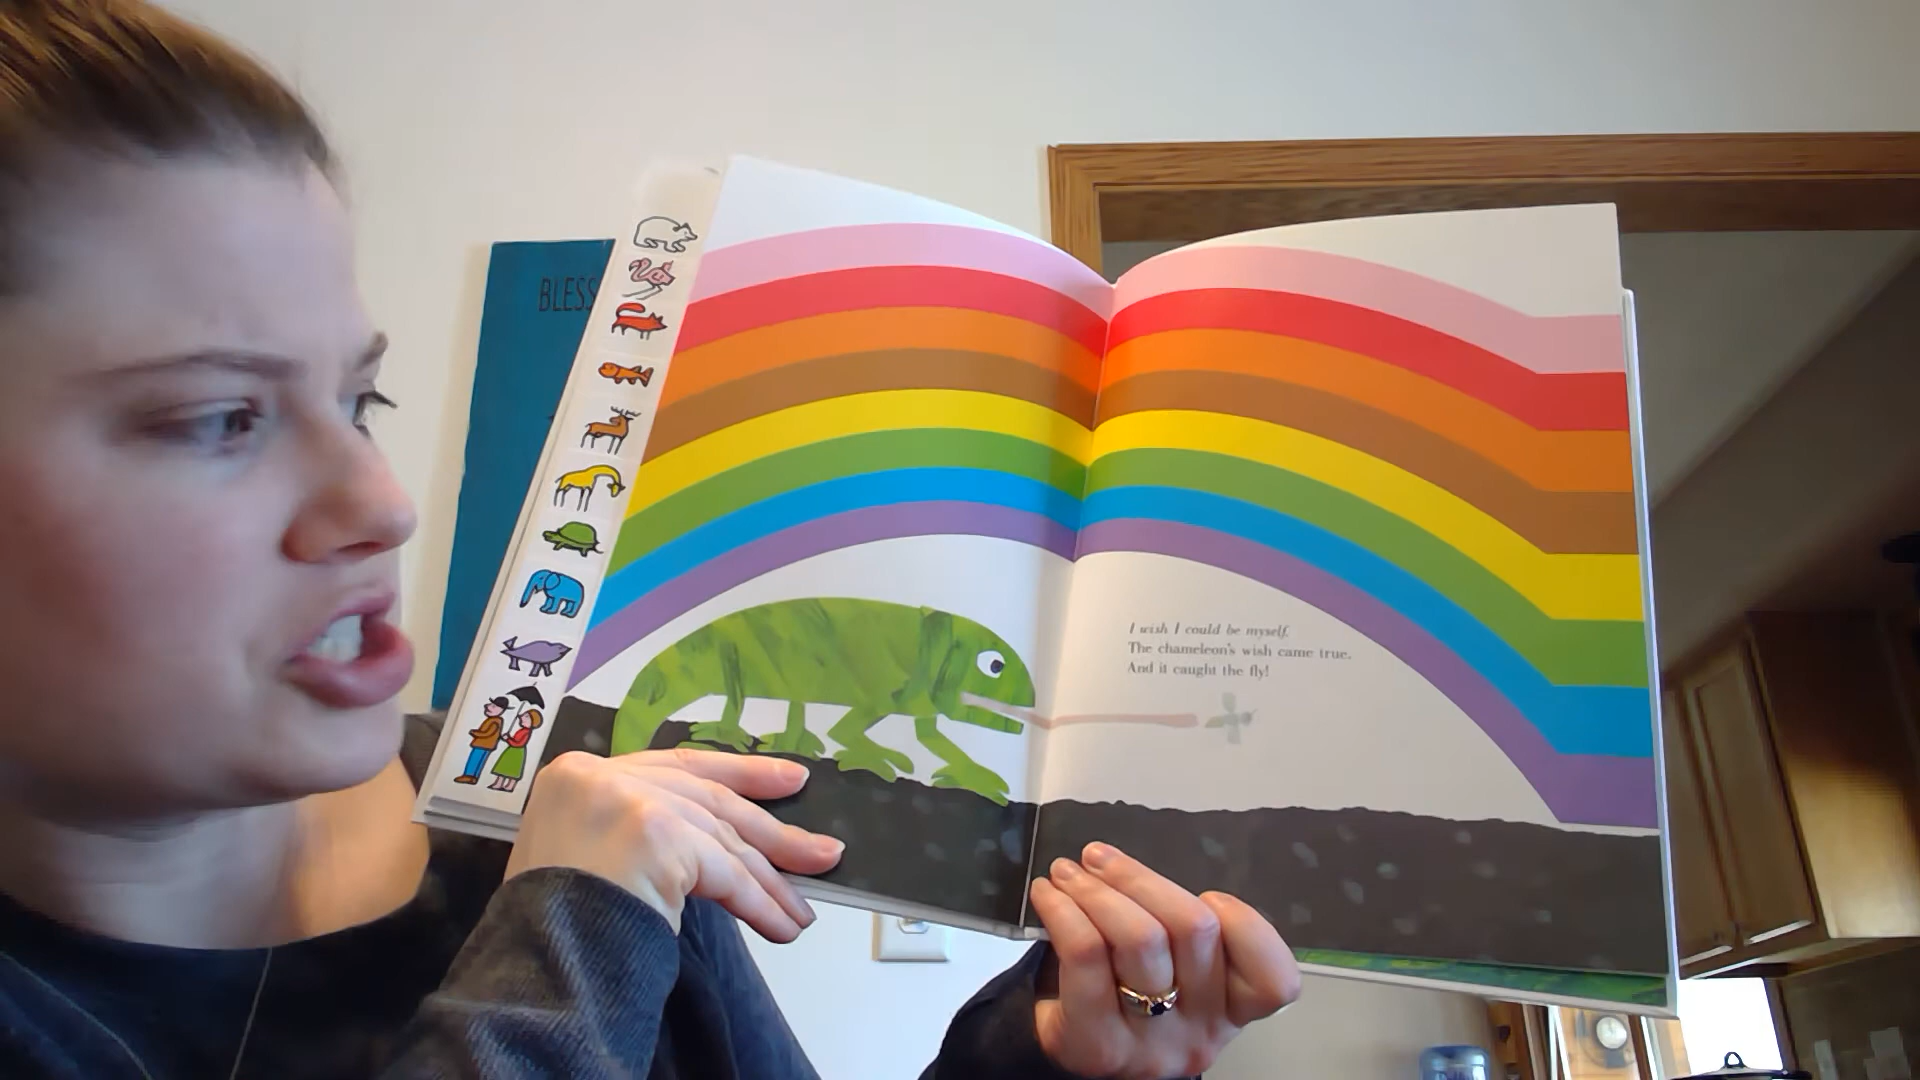 BLESS
I wish I could be myself.
The chameleon's wish came true.
And it caught the fly!